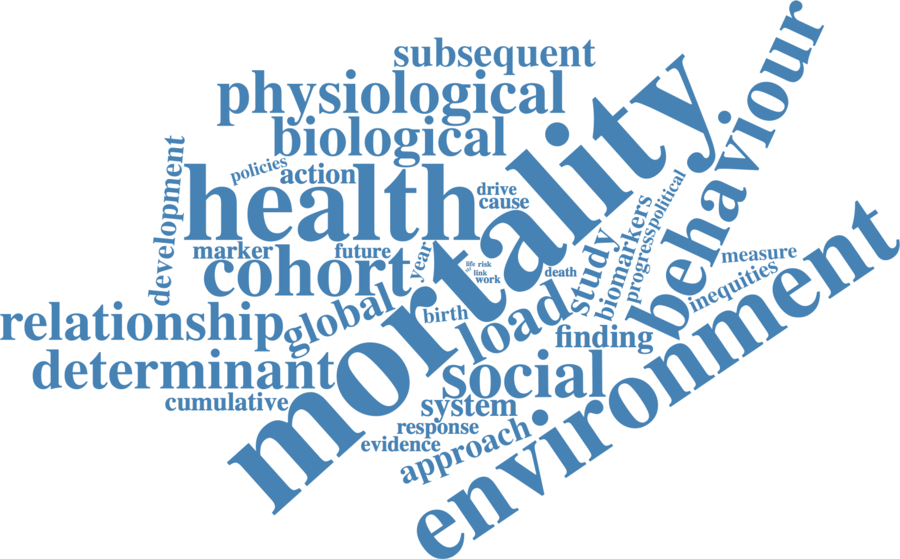 subsequent
physiological
biological
behaviour
mortality
development
policies
action
health
drive
cause
political
marker
future
cohort
year
life
risk
link
work
death
study
biomarkers
progress
measure
inequities
environment
relationship
global
birth
load
finding
determinant
social
cumulative
system
response
evidence
approach